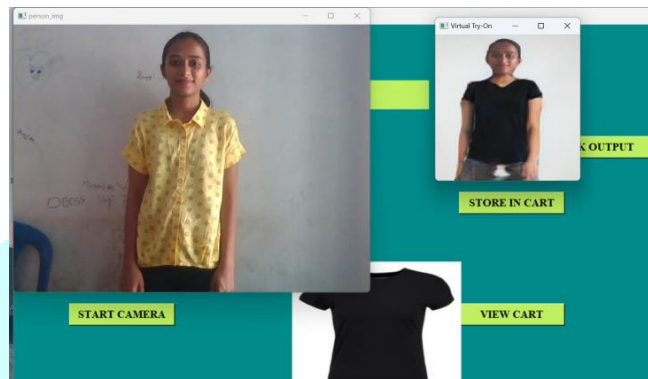 person_img
Virtual Try-On
K OUTPUT
STORE IN CART
START CAMERA
VIEW CART